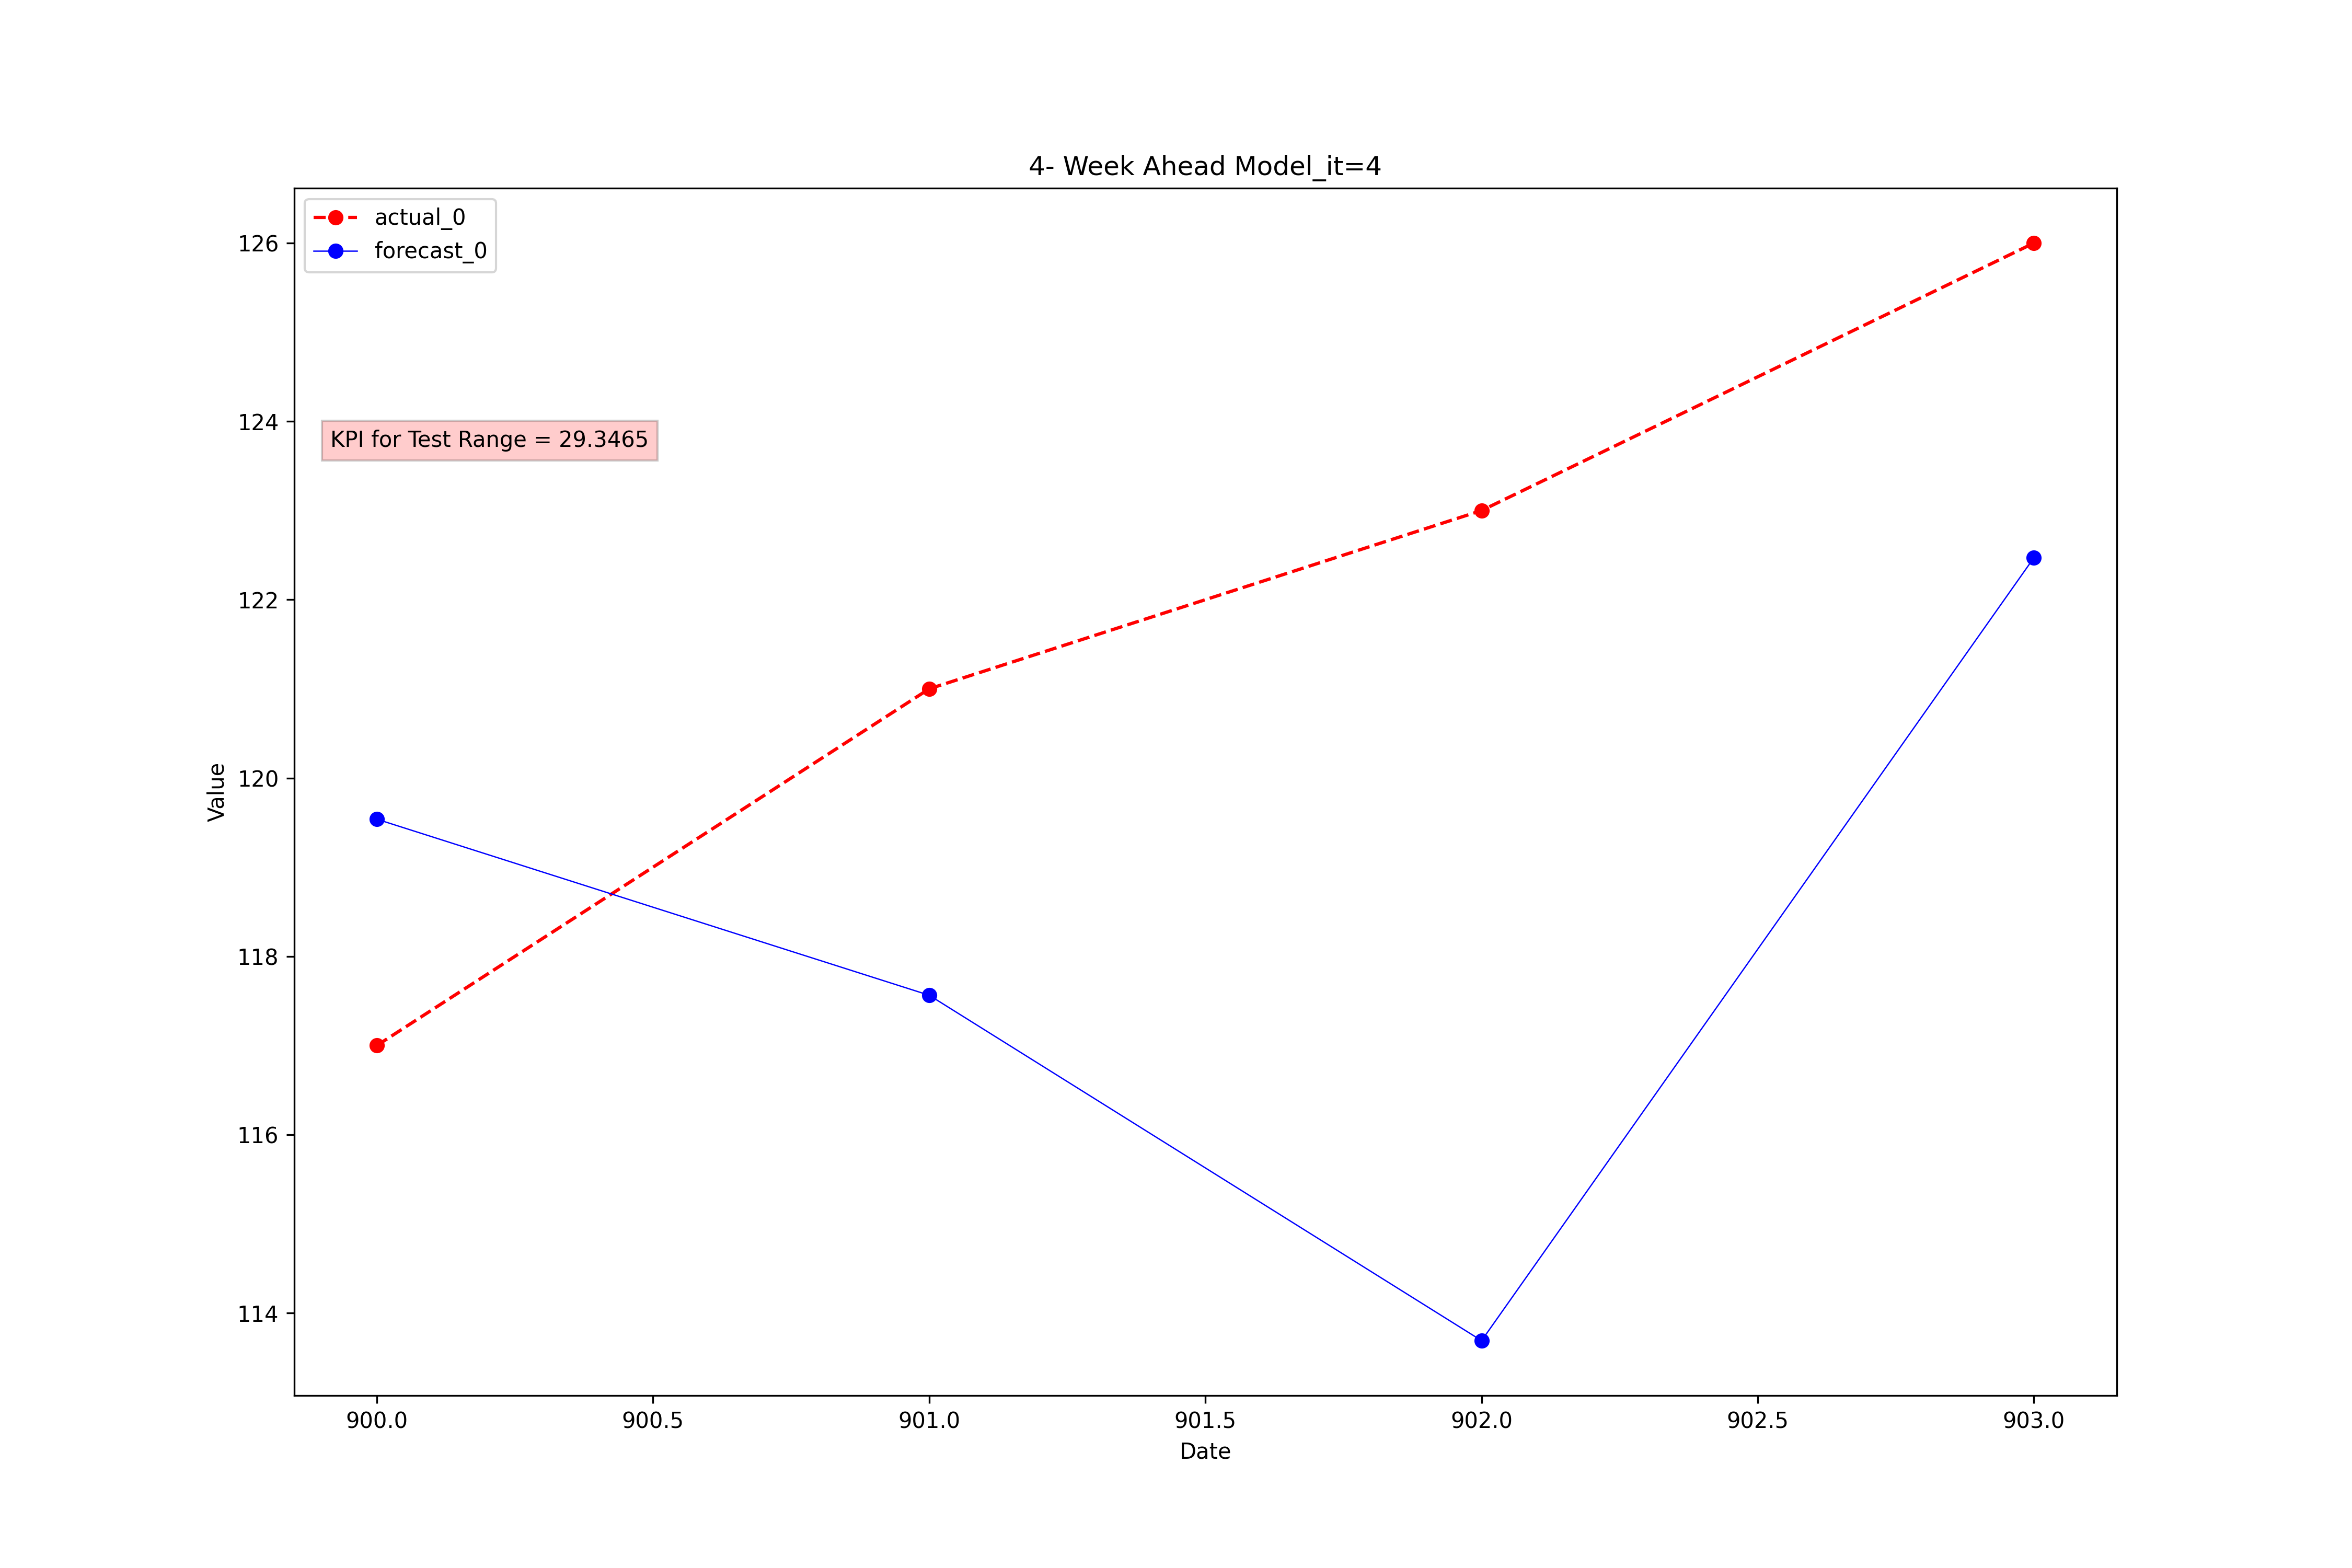 4- Week Ahead Model_it=4
actual_0
forecast_0
KPI for Test Range = 29.3465
126
124
122
120
118
116
114
Value
900.0 900.5 901.0 901.5 902.0 902.5 903.0
Date